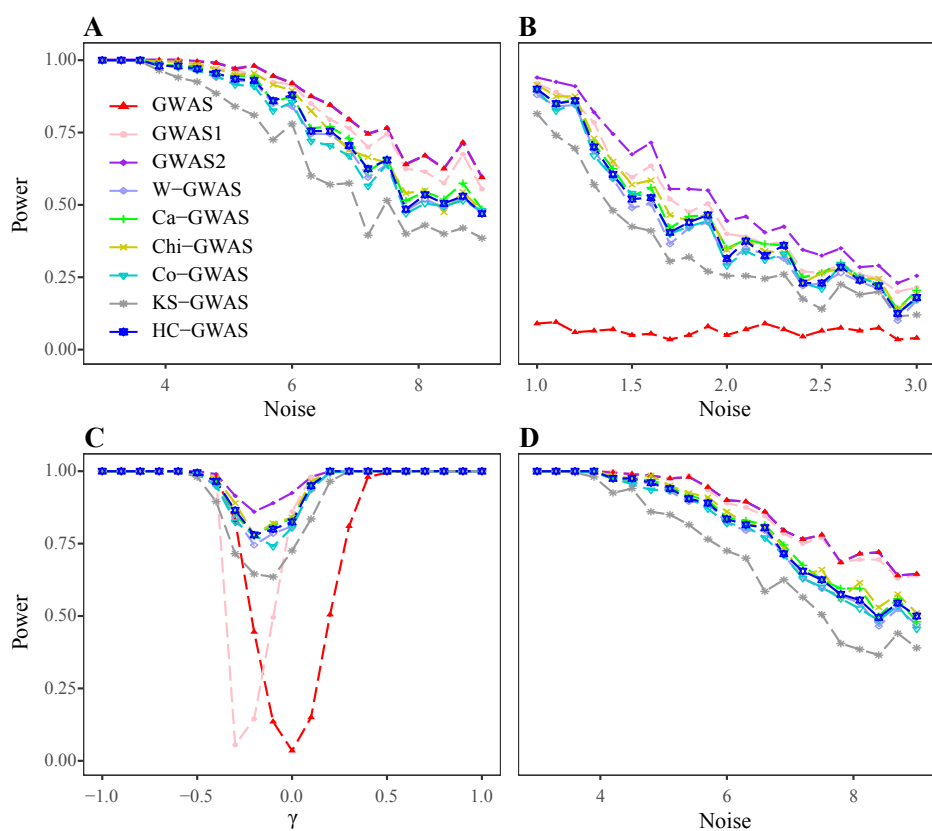 A
B
Power
1.00
0.75
0.50
0.25
0.00
GWAS
GWAS1
GWAS2
W−GWAS
Ca−GWAS
Chi−GWAS
Co−GWAS
KS−GWAS
HC−GWAS
4
6
8
Noise
1.0
1.5
2.0
2.5
3.0
Noise
C
D
Power
1.00
0.75
0.50
0.25
0.00
−1.0
−0.5
0.0
0.5
1.0
γ
4
6
8
Noise